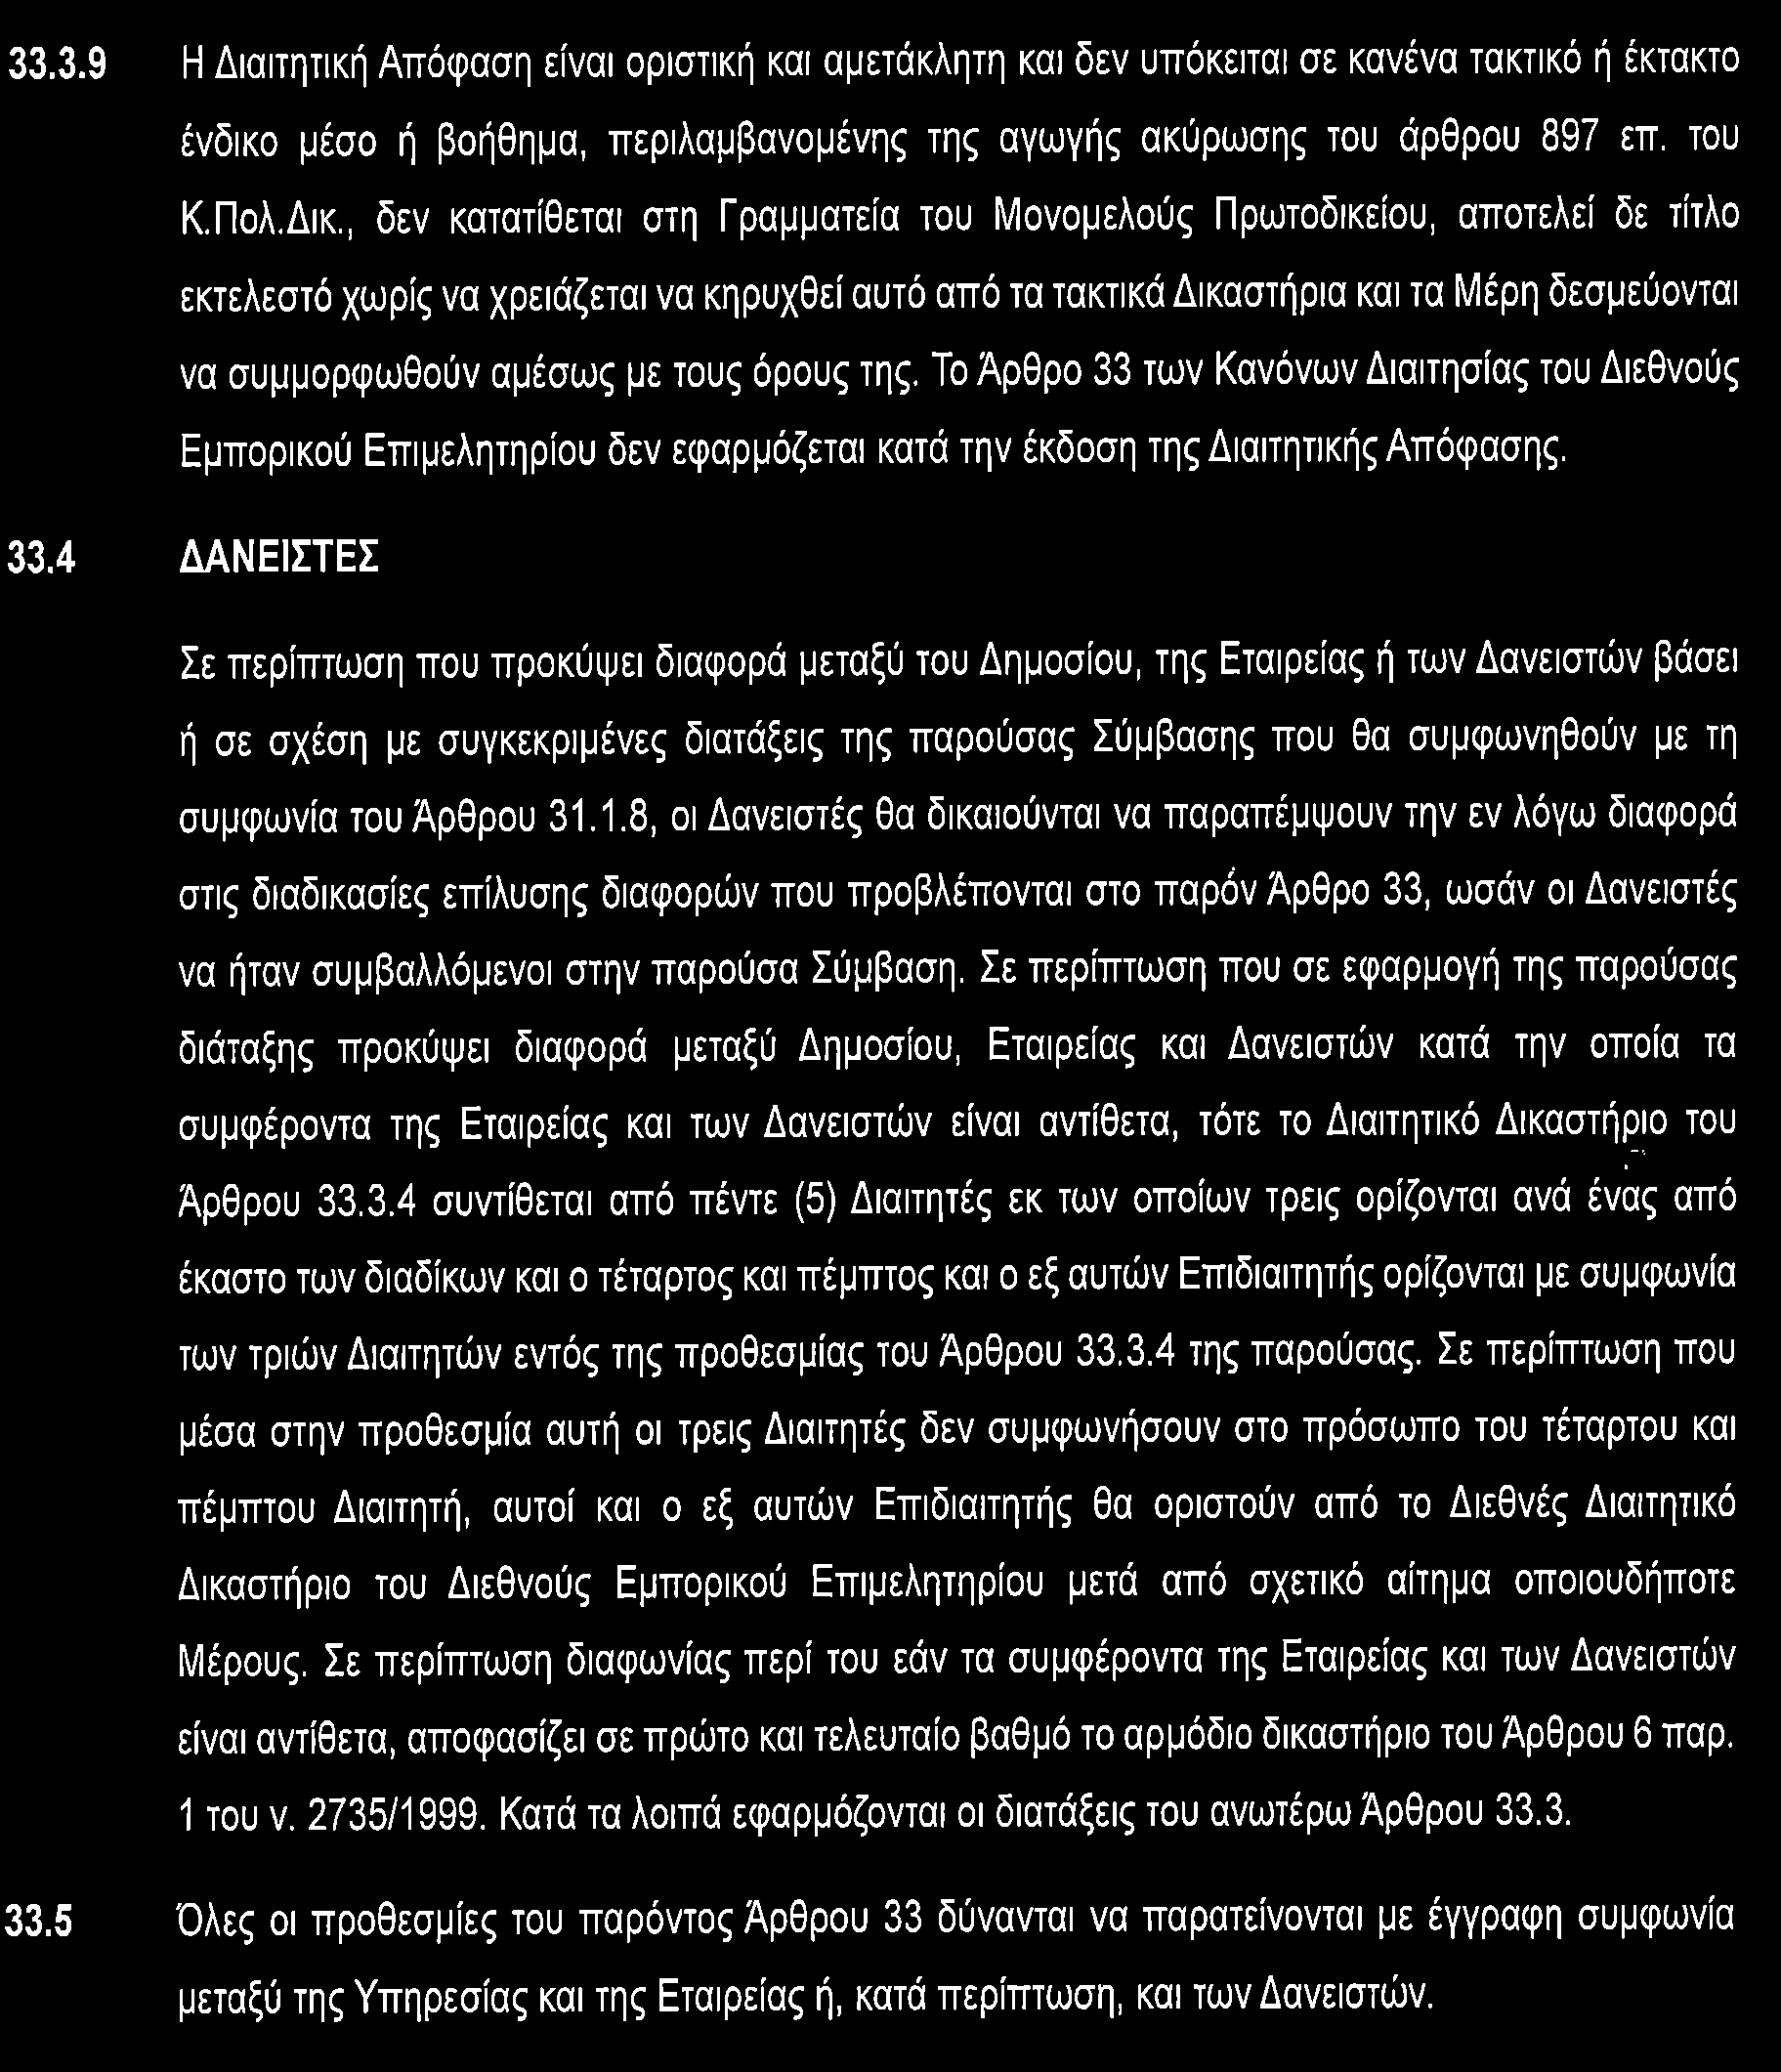 33.3.9 Η Διαιτητική Απόφαση είναι οριστική και αμετάκλητη και δεν υπόκειται σε κανένα τακτικό ή έκτακτο
ένδικο μέσο ή βοήθημα, περιλαμβανομένης της αγωγής ακύρωσης του άρθρου 897 επ. του
Κ.Πολ.Δικ., δεν κατατίθεται στη Γραμματεία του Μονομελούς Πρωτοδικείου, αποτελεί δε τίτλο
εκτελεστό χωρίς να χρειάζεται να κηρυχθεί αυτό από τα τακτικά Δικαστήρια και τα Μέρη δεσμεύονται
να συμμορφωθούν αμέσως με τους όρους της. Το Άρθρο 33 των Κανόνων Διαιτησίας του Διεθνούς
Εμπορικού Επιμελητηρίου δεν εφαρμόζεται κατά την έκδοση της Διαιτητικής Απόφασης.
33.4 ΔΑΝΕΙΣΤΕΣ
Σε περίπτωση που προκύψει διαφορά μεταξύ του Δημοσίου, της Εταιρείας ή των Δανειστών βάσει
ή σε σχέση με συγκεκριμένες διατάξεις της παρούσας Σύμβασης που θα συμφωνηθούν με τη
συμφωνία του Άρθρου 31.1.8, οι Δανειστές θα δικαιούνται να παραπέμψουν την εν λόγω διαφορά
στις διαδικασίες επίλυσης διαφορών που προβλέπονται στο παρόν Άρθρο 33, ωσάν οι Δανειστές
να ήταν συμβαλλόμενοι στην παρούσα Σύμβαση. Σε περίπτωση που σε εφαρμογή της παρούσας
διάταξης προκύψει διαφορά μεταξύ Δημοσίου, Εταιρείας και Δανειστών κατά την οποία τα
συμφέροντα της Εταιρείας και των Δανειστών είναι αντίθετα, τότε το Διαιτητικό Δικαστήριο του
Άρθρου 33.3.4 συντίθεται από πέντε (5) Διαιτητές εκ των οποίων τρεις ορίζονται ανά ένας από
έκαστο των διαδίκων και ο τέταρτος και πέμπτος και ο εξ αυτών Επιδιαιτητής ορίζονται με συμφωνία
των τριών Διαιτητών εντός της προθεσμίας του Άρθρου 33.3.4 της παρούσας. Σε περίπτωση που
μέσα στην προθεσμία αυτή οι τρεις Διαιτητές δεν συμφωνήσουν στο πρόσωπο του τέταρτου και
πέμπτου Διαιτητή, αυτοί και ο εξ αυτών Επιδιαιτητής θα οριστούν από το Διεθνές Διαιτητικό
Δικαστήριο του Διεθνούς Εμπορικού Επιμελητηρίου μετά από σχετικό αίτημα οποιουδήποτε
Μέρους. Σε περίπτωση διαφωνίας περί του εάν τα συμφέροντα της Εταιρείας και των Δανειστών
είναι αντίθετα, αποφασίζει σε πρώτο και τελευταίο βαθμό το αρμόδιο δικαστήριο του Άρθρου 6 παρ.
1 του ν. 2735/1999. Κατά τα λοιπά εφαρμόζονται οι διατάξεις του ανωτέρω Άρθρου 33.3.
33.5 Όλες οι προθεσμίες του παρόντος Άρθρου 33 δύνανται να παρατείνονται με έγγραφη συμφωνία
μεταξύ της Υπηρεσίας και της Εταιρείας ή, κατά περίπτωση, και των Δανειστών.